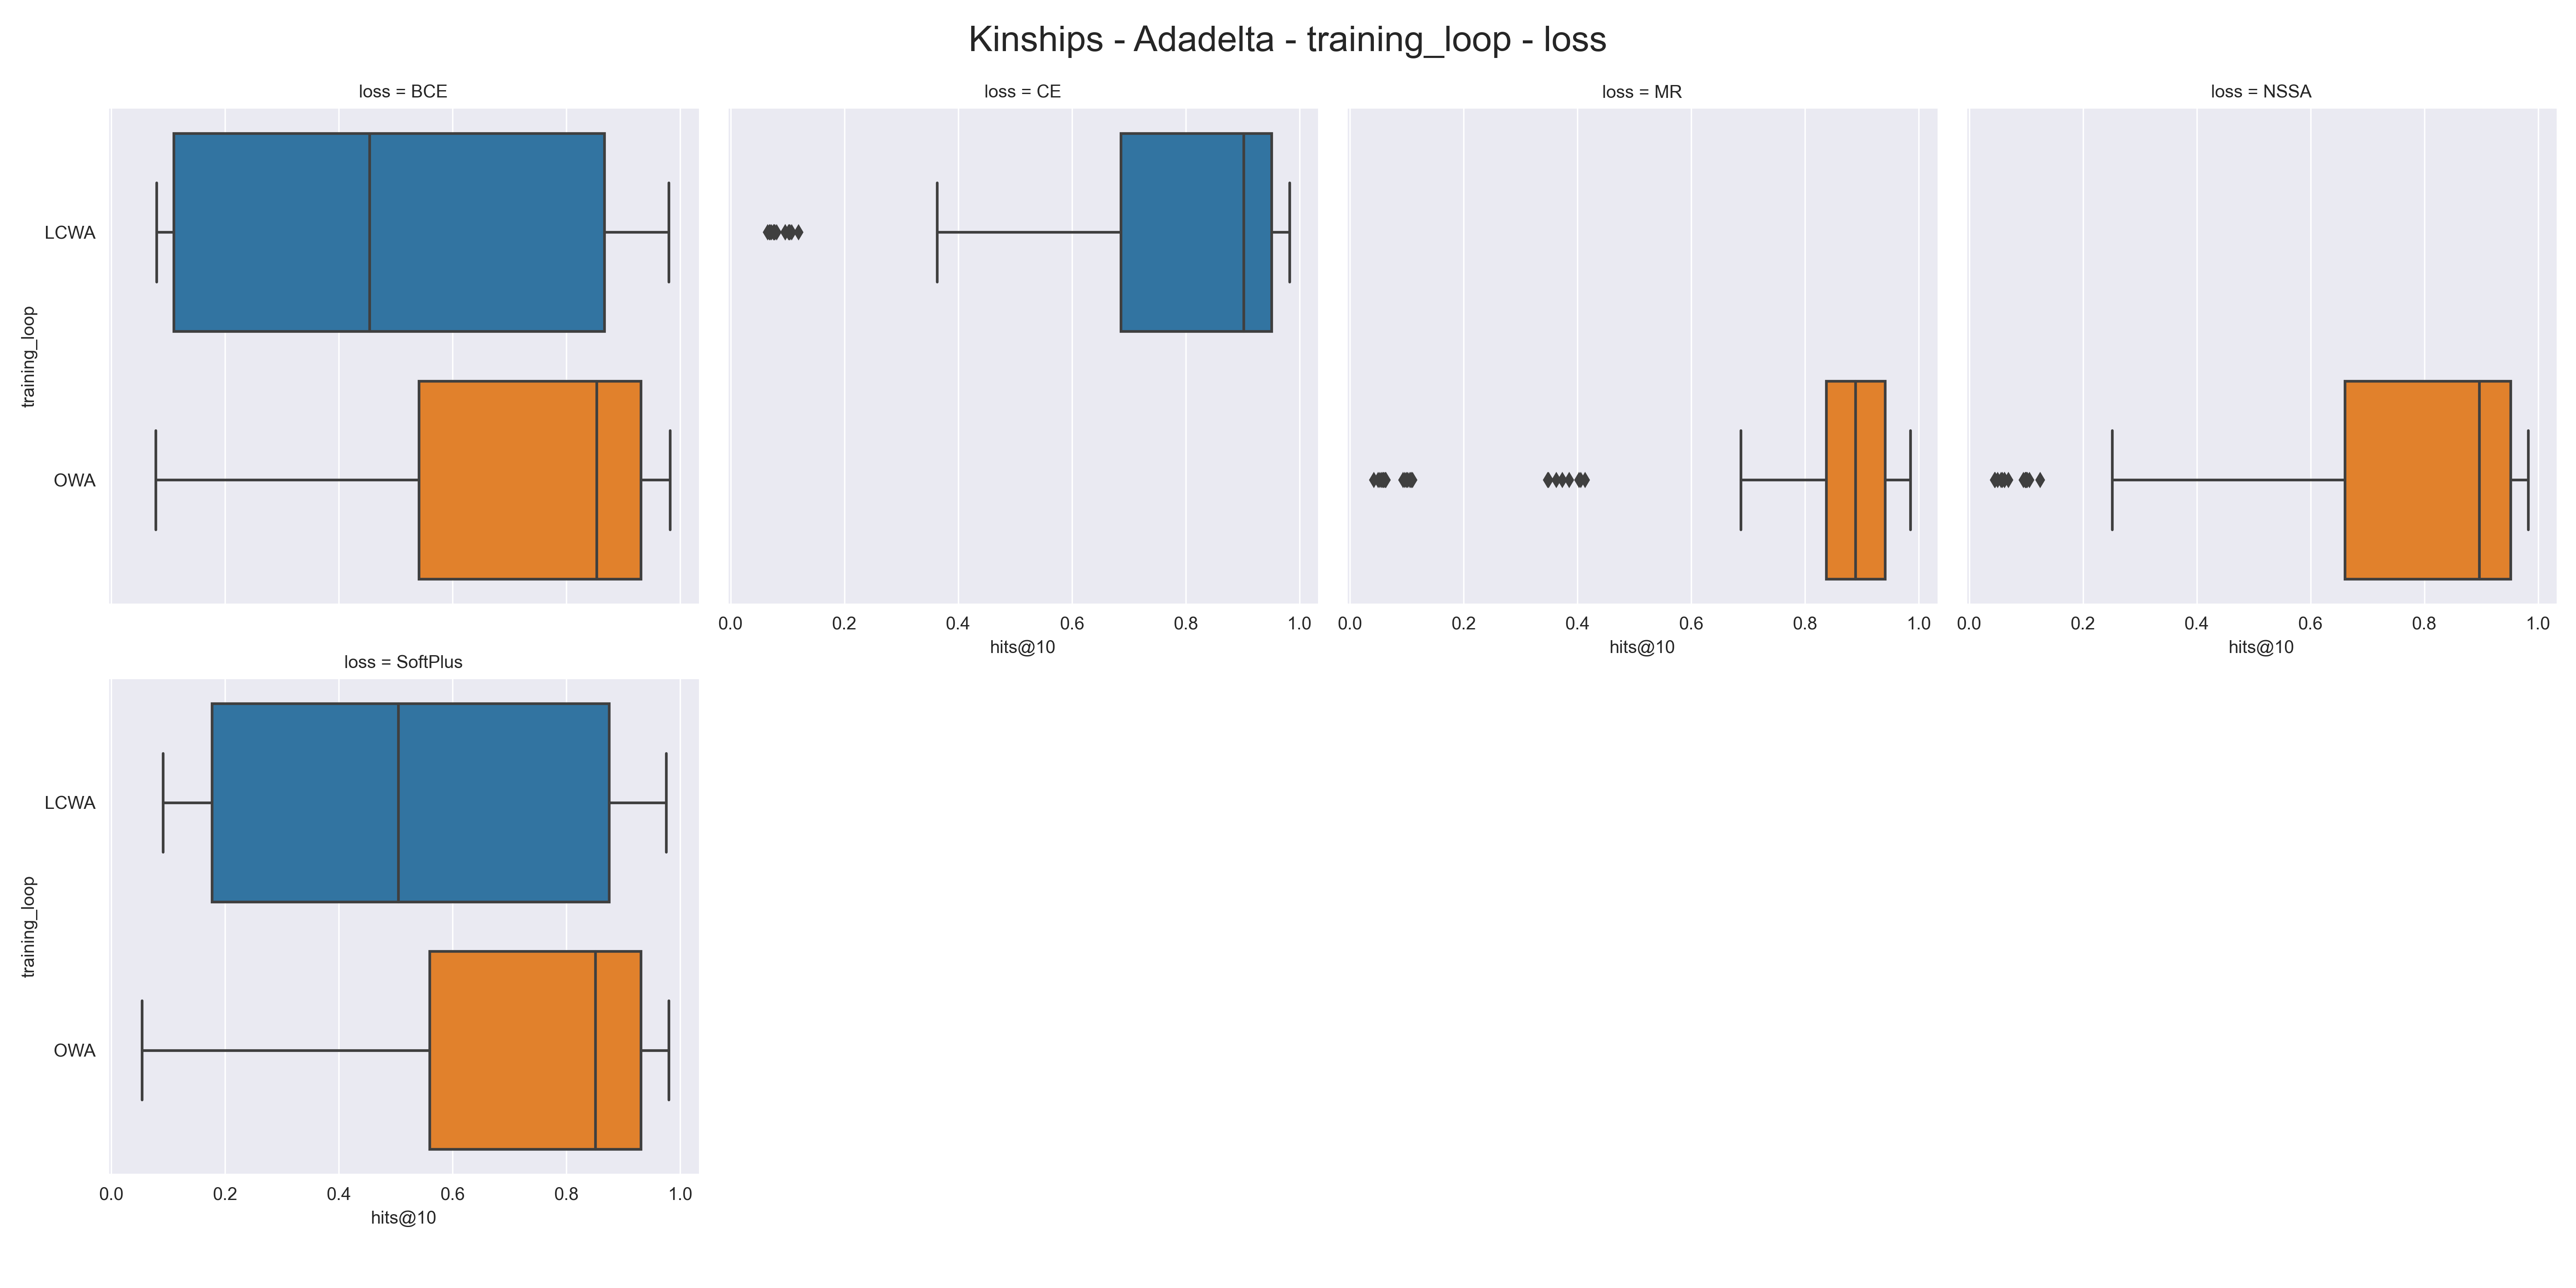 Kinships - Adadelta - training_loop - loss
loss = BCE
loss = CE
loss = MR
loss = NSSA
training_loop
LCWA
OWA
0.0 0.2 0.4 0.6 0.8 1.0
hits@10
0.0 0.2 0.4 0.6 0.8 1.0
hits@10
0.0 0.2 0.4 0.6 0.8 1.0
hits@10
loss = SoftPlus
training_loop
LCWA
OWA
0.0 0.2 0.4 0.6 0.8 1.0
hits@10